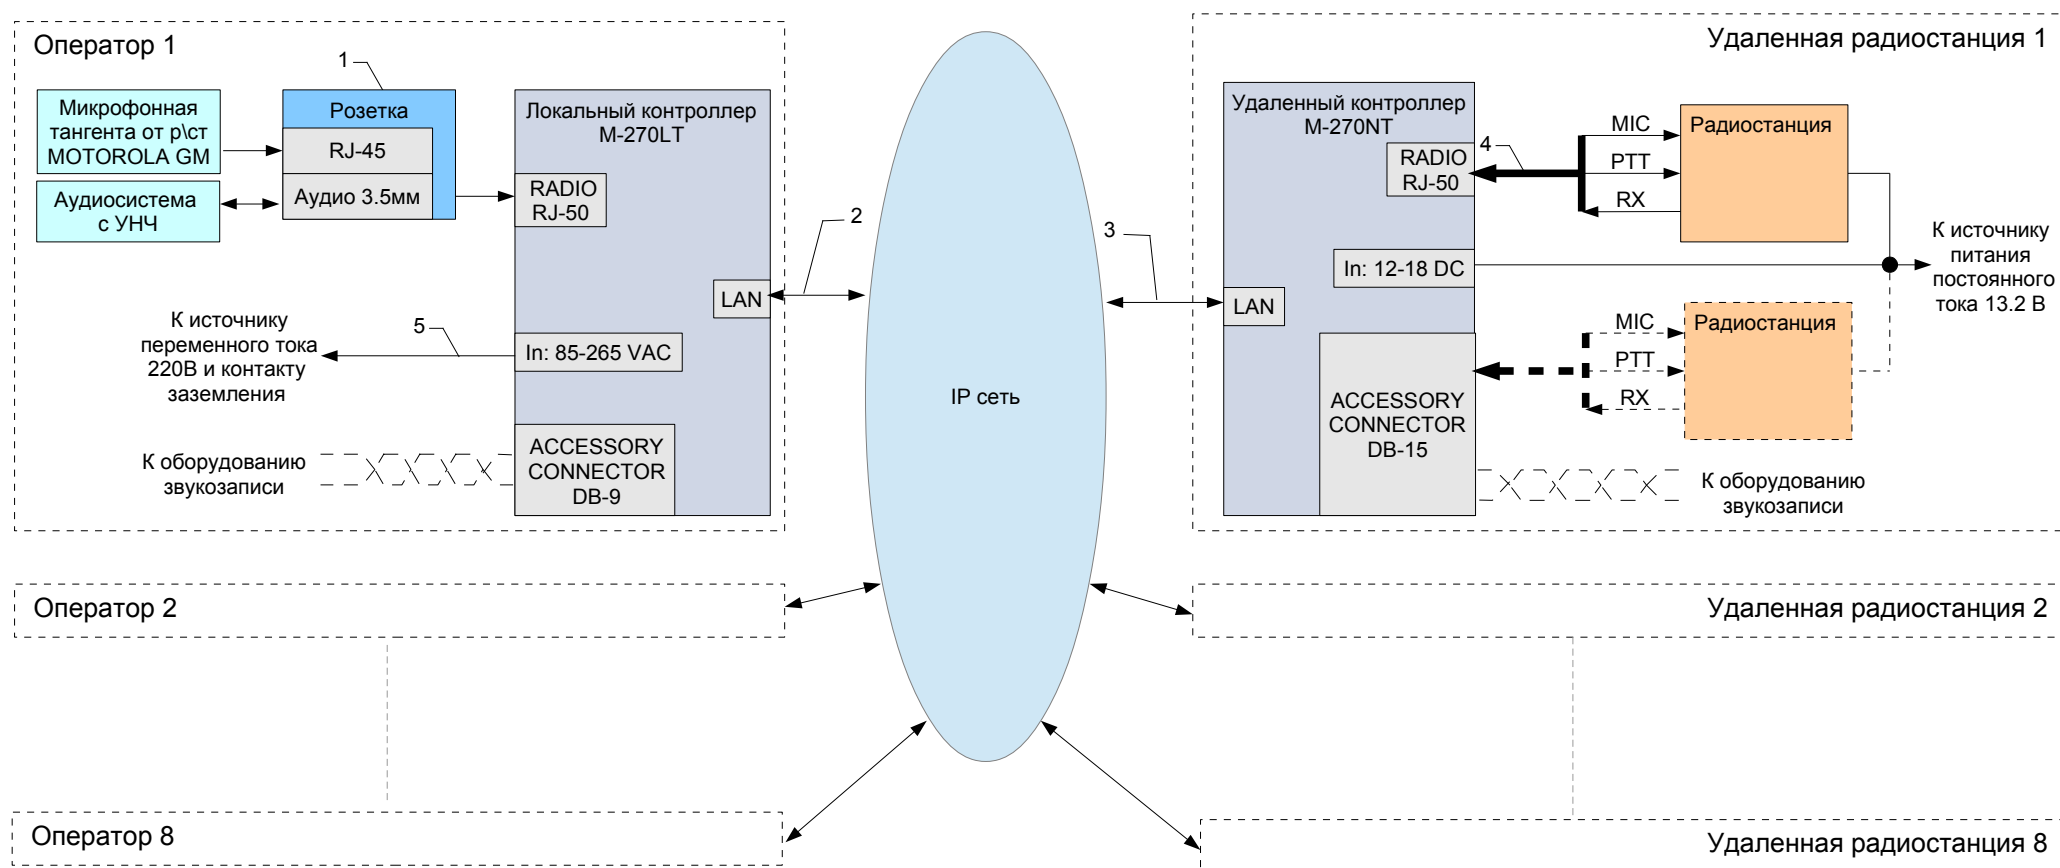 Оператор 1
1
Микрофонная
тангента от р\ст
MOTOROLA GM
Аудиосистема
с УНЧ
Розетка
RJ-45
Аудио 3.5мм
Локальный контроллер
M-270LT
RADIO
RJ-50
LAN
2
К источнику
переменного тока
220В и контакту
заземления
5
In: 85-265 VAC
К оборудованию
звукозаписи
ACCESSORY
CONNECTOR
DB-9
IP сеть
Удаленная радиостанция 1
3
Удаленный контроллер
M-270NT
RADIO
RJ-50
4
MIC
PTT
RX
Радиостанция
In: 12-18 DC
К источнику
питания
постоянного
тока 13.2 В
LAN
ACCESSORY
CONNECTOR
DB-15
MIC
PTT
RX
Радиостанция
К оборудованию
звукозаписи
Оператор 2
Удаленная радиостанция 2
Оператор 8
Удаленная радиостанция 8